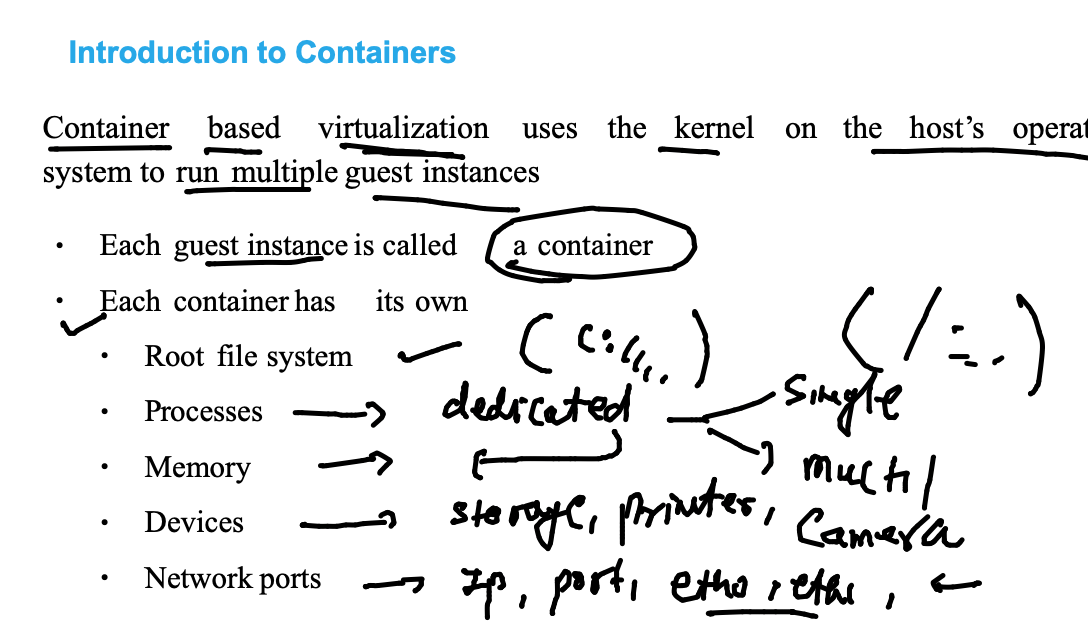 Introduction to Containers
Container based virtualization uses the kernel on the host’s operat
system to run multiple guest instances
• Each guest instance is called a container
• Each container has its own
• Root file system (C:\\..) (/=.)
• Processes → dedicated single
• Memory → multi
• Devices → storage, printer, Camera
• Network ports → Ip, port, eth0, eth1,